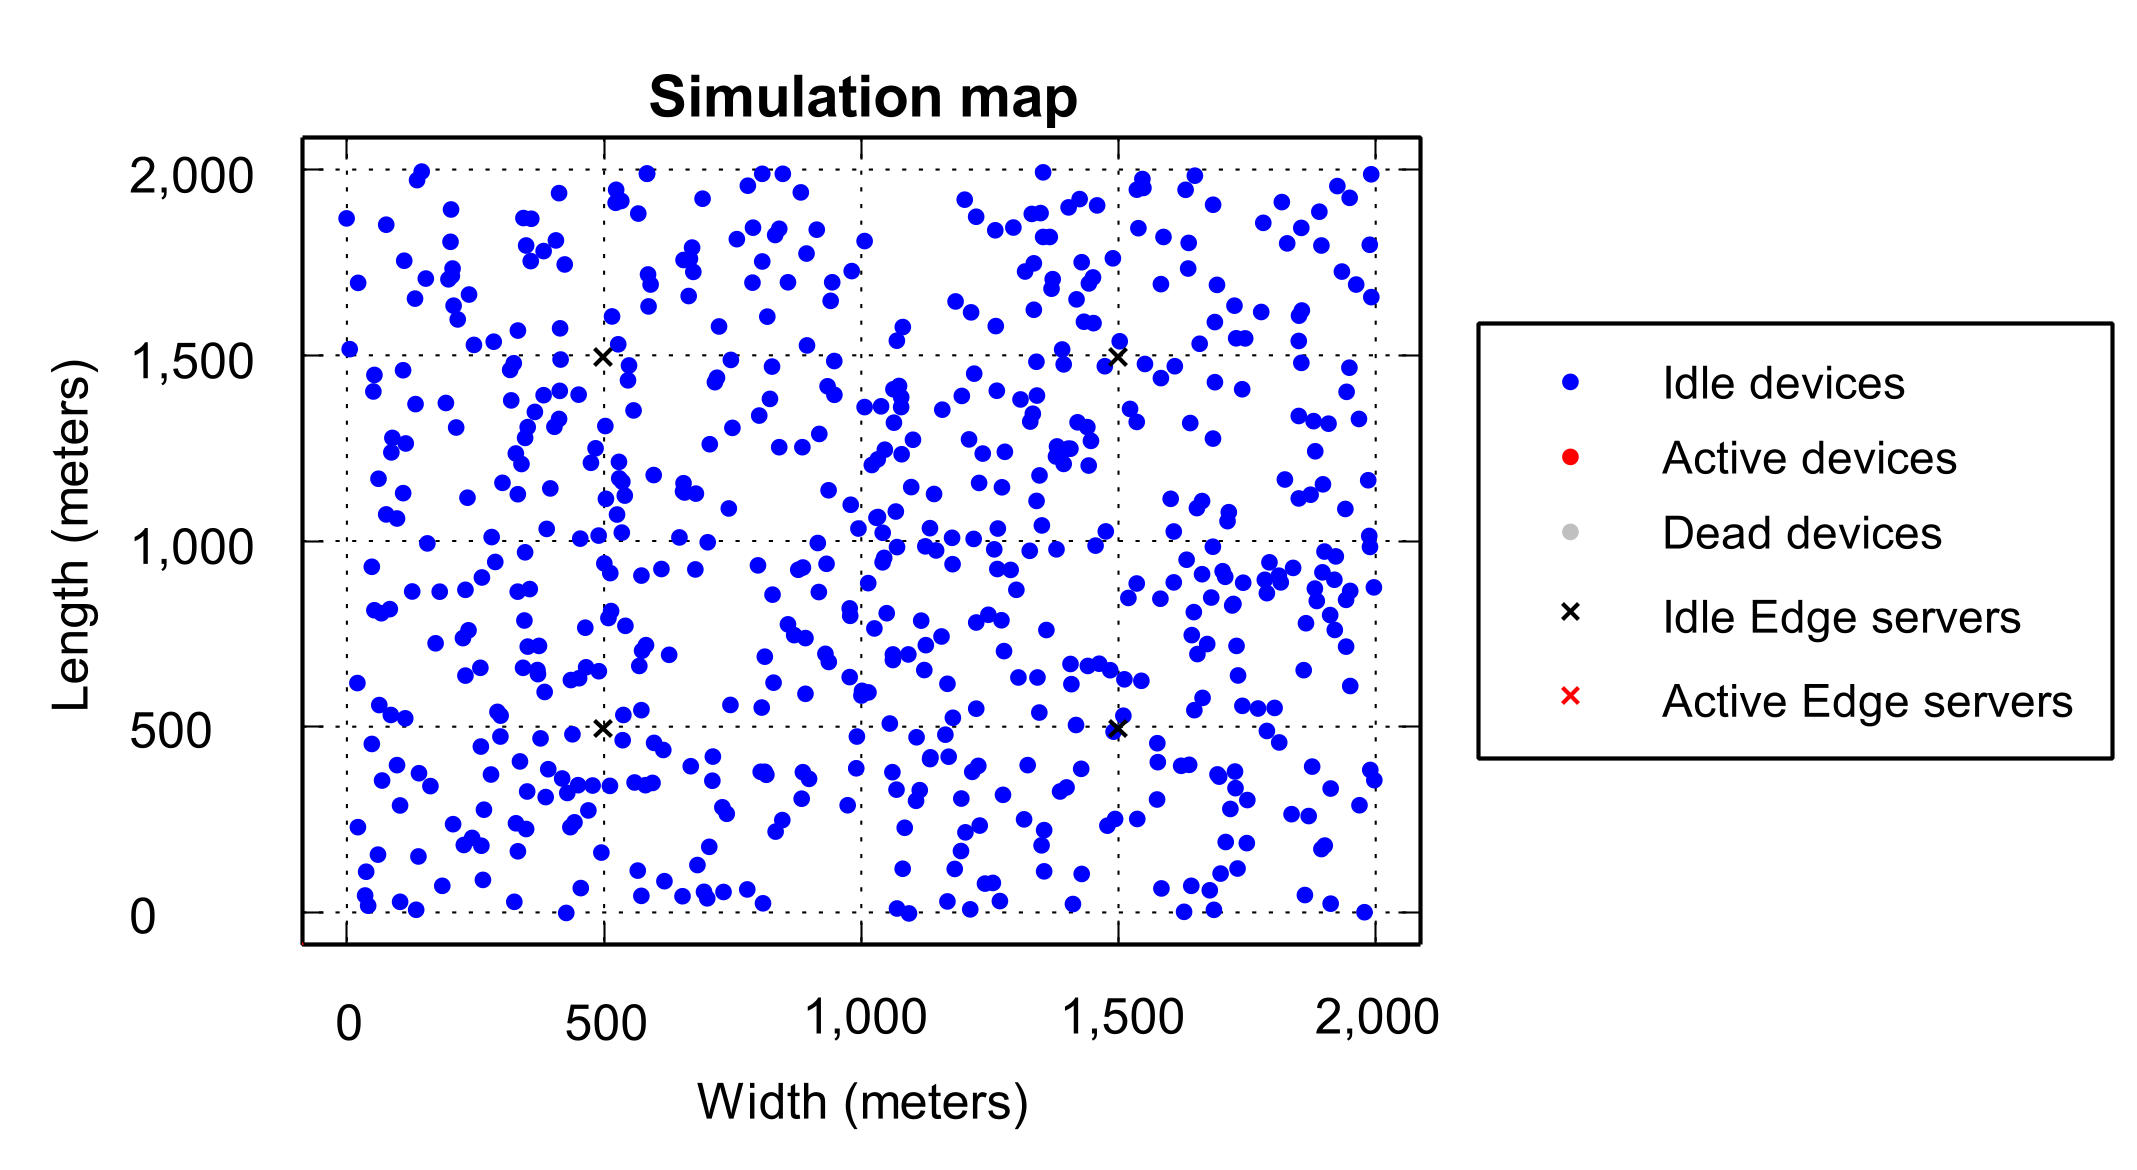 Simulation map
Length (meters)
2,000
1,500
1,000
500
0
0
500
1,000
1,500
2,000
Width (meters)
Idle devices
Active devices
Dead devices
Idle Edge servers
Active Edge servers